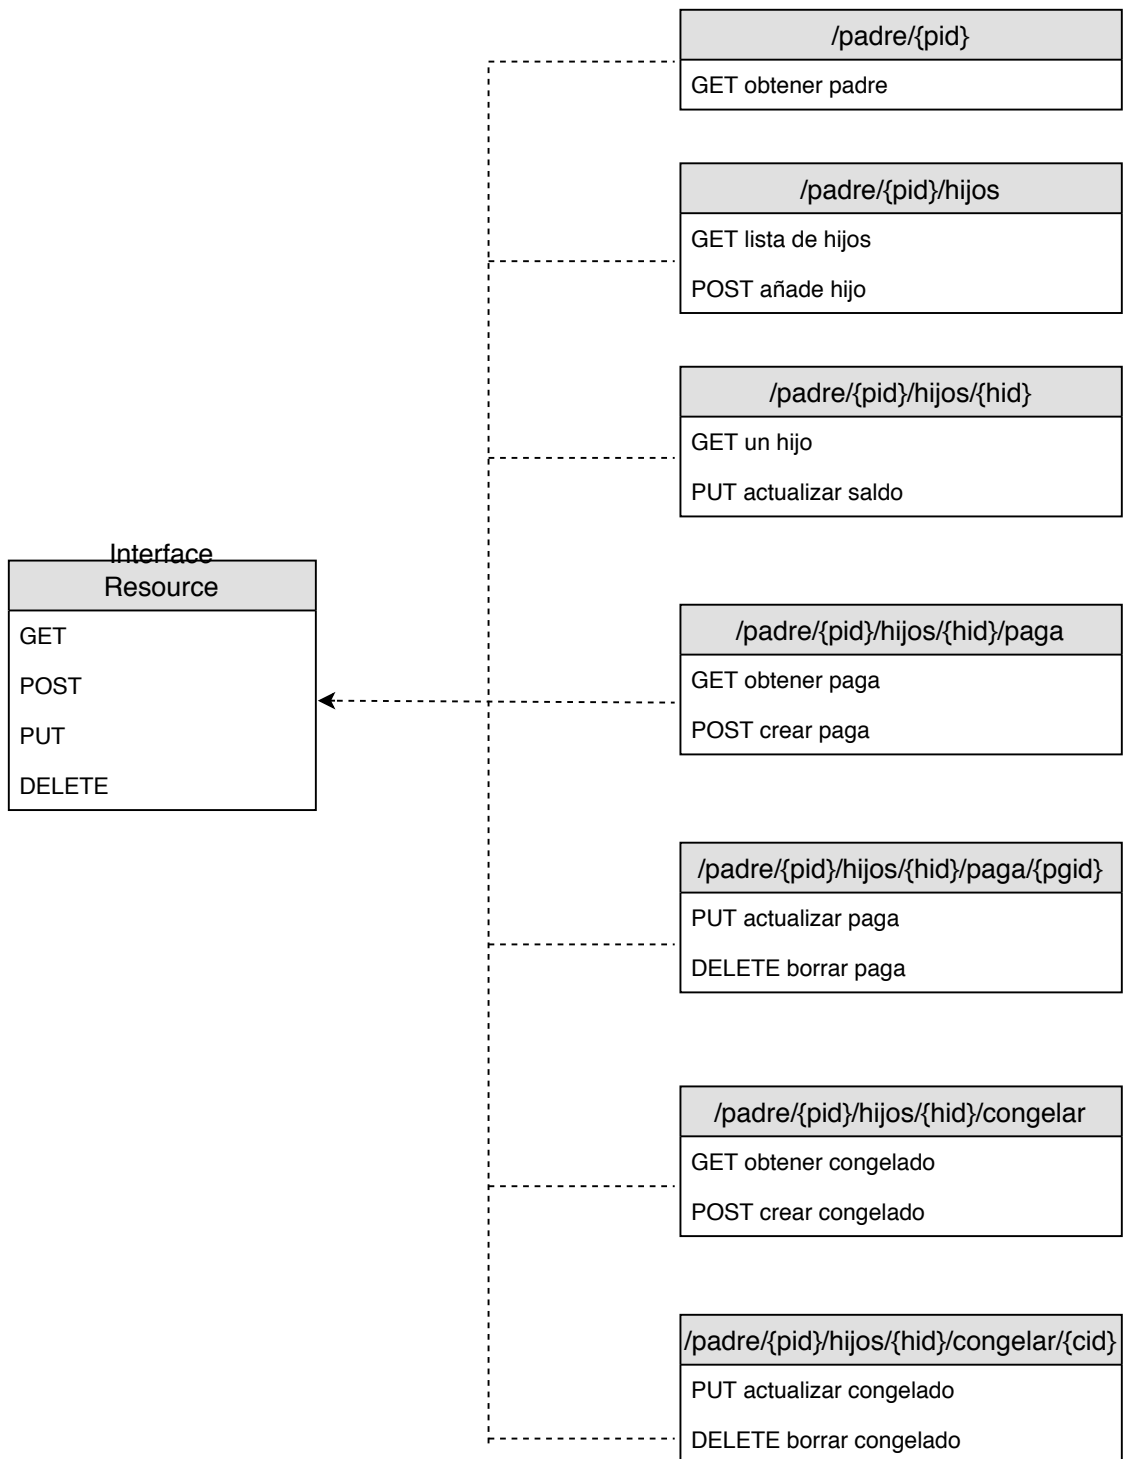 /padre/{pid}
GET obtener padre
/padre/{pid}/hijos
GET lista de hijos
POST añade hijo
/padre/{pid}/hijos/{hid}
GET un hijo
PUT actualizar saldo
Interface
Resource
GET
POST
PUT
DELETE
/padre/{pid}/hijos/{hid}/paga
GET obtener paga
POST crear paga
/padre/{pid}/hijos/{hid}/paga/{pgid}
PUT actualizar paga
DELETE borrar paga
/padre/{pid}/hijos/{hid}/congelar
GET obtener congelado
POST crear congelado
/padre/{pid}/hijos/{hid}/congelar/{cid}
PUT actualizar congelado
DELETE borrar congelado